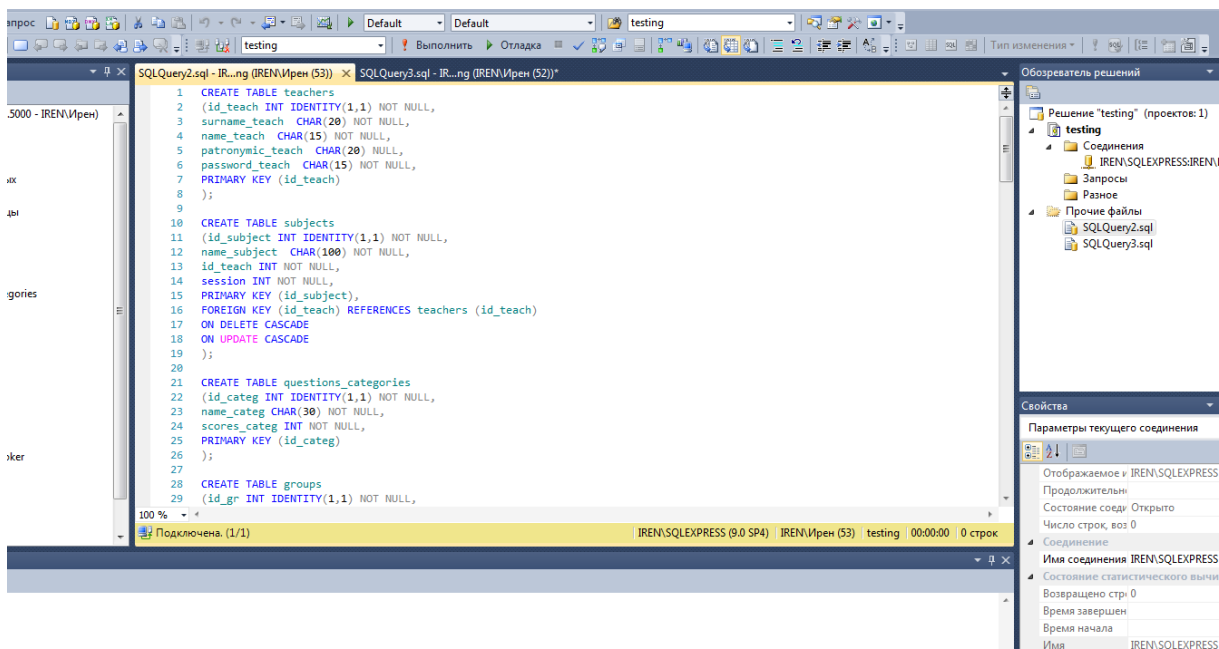 апрос Default Default testing
testing Выполнить Отладка Тип изменения
SQLQuery2.sql - IR...ng (IREN\Ирен (53)) SQLQuery3.sql - IR...ng (IREN\Ирен (52))*
.5000 - IREN\Ирен)
ых
цы
gories
oker
1 CREATE TABLE teachers
2 (id_teach INT IDENTITY(1,1) NOT NULL,
3 surname_teach CHAR(20) NOT NULL,
4 name_teach CHAR(15) NOT NULL,
5 patronymic_teach CHAR(20) NULL,
6 password_teach CHAR(15) NOT NULL,
7 PRIMARY KEY (id_teach)
8 );
9
10 CREATE TABLE subjects
11 (id_subject INT IDENTITY(1,1) NOT NULL,
12 name_subject CHAR(100) NOT NULL,
13 id_teach INT NOT NULL,
14 session INT NOT NULL,
15 PRIMARY KEY (id_subject),
16 FOREIGN KEY (id_teach) REFERENCES teachers (id_teach)
17 ON DELETE CASCADE
18 ON UPDATE CASCADE
19 );
20
21 CREATE TABLE questions_categories
22 (id_categ INT IDENTITY(1,1) NOT NULL,
23 name_categ CHAR(30) NOT NULL,
24 scores_categ INT NOT NULL,
25 PRIMARY KEY (id_categ)
26 );
27
28 CREATE TABLE groups
29 (id_gr INT IDENTITY(1,1) NOT NULL,
100 %
Подключена. (1/1) IREN\SQLEXPRESS (9.0 SP4) IREN\Ирен (53) testing 00:00:00 0 строк
Обозреватель решений
Решение "testing" (проектов: 1)
testing
Соединения
IREN\SQLEXPRESS:IREN\
Запросы
Разное
Прочие файлы
SQLQuery2.sql
SQLQuery3.sql
Свойства
Параметры текущего соединения
Отображаемое и IREN\SQLEXPRESS
Продолжительн
Состояние соеди Открыто
Число строк, воз 0
Соединение
Имя соединения IREN\SQLEXPRESS
Состояние статистического вычи
Возвращено стр 0
Время завершен
Время начала
Имя IREN\SQLEXPRESS